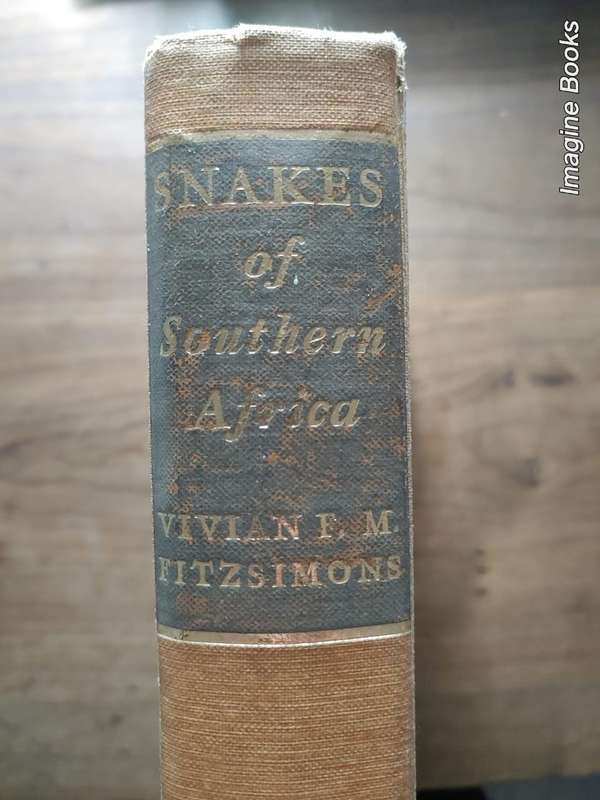 SNAKES
of
Southern
Africa
VIVIAN F. M.
FITZSIMONS
Imagine Books